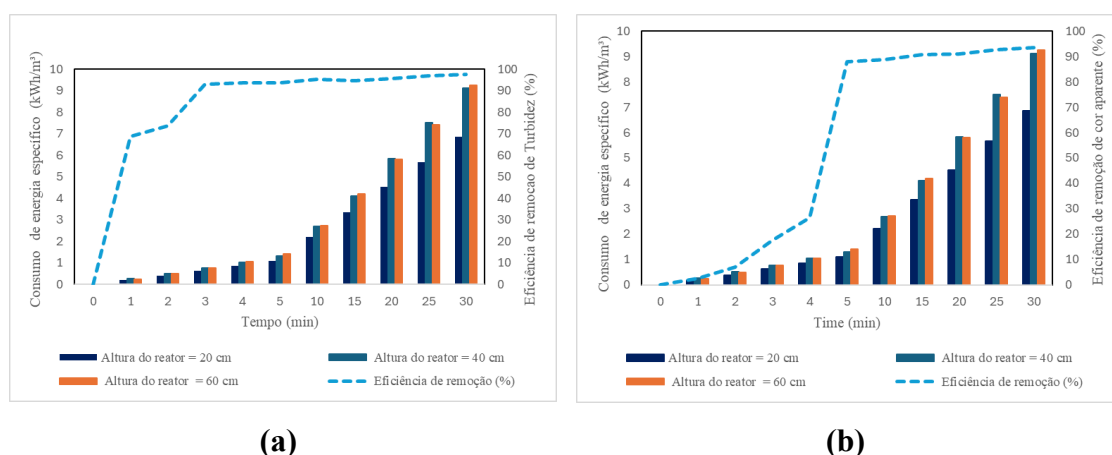 Consumo de energia específico (kWh/m³)
10
9
8
7
6
5
4
3
2
1
0
100
90
80
70
60
50
40
30
20
10
0
Eficiência de remocao de Turbidez (%)
0 1 2 3 4 5 10 15 20 25 30
Tempo (min)
Altura do reator = 20 cm
Altura do reator = 40 cm
Altura do reator = 60 cm
Eficiência de remoção (%)
(a)
Consumo de energia específico (kWh/m³)
10
9
8
7
6
5
4
3
2
1
0
100
90
80
70
60
50
40
30
20
10
0
Eficiência de remoção de cor aparente (%)
0 1 2 3 4 5 10 15 20 25 30
Time (min)
Altura do reator = 20 cm
Altura do reator = 40 cm
Altura do reator = 60 cm
Eficiência de remoção (%)
(b)